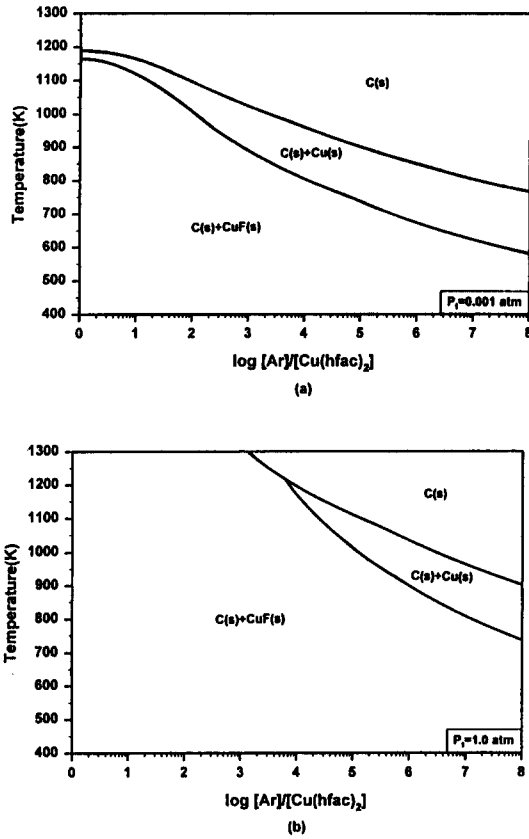 1300
1200
1100
1000
900
800
700
600
500
400
Temperature(K)
C(s)
C(s)+Cu(s)
C(s)+CuF(s)
Pt=0.001 atm
0 1 2 3 4 5 6 7 8
log [Ar]/[Cu(hfac)2]
(a)
1300
1200
1100
1000
900
800
700
600
500
400
Temperature(K)
C(s)
C(s)+Cu(s)
C(s)+CuF(s)
Pt=1.0 atm
0 1 2 3 4 5 6 7 8
log [Ar]/[Cu(hfac)2]
(b)